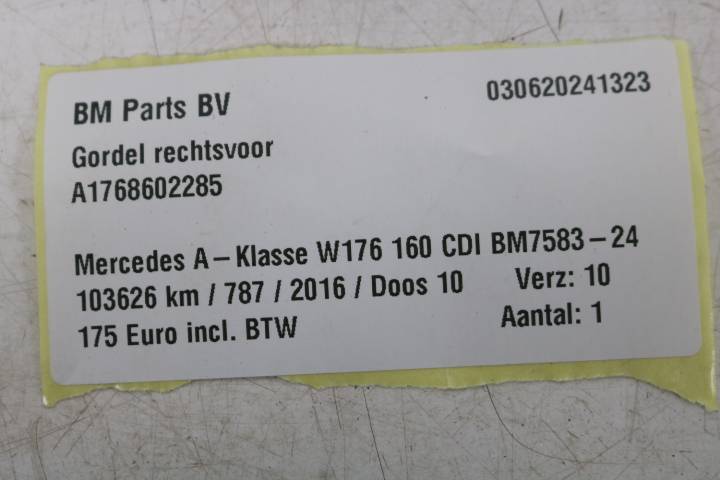 BM Parts BV
030620241323
Gordel rechtsvoor
A1768602285
Mercedes A-Klasse W176 160 CDI BM7583-24
103626 km / 787 / 2016 / Doos 10 Verz: 10
175 Euro incl. BTW Aantal: 1